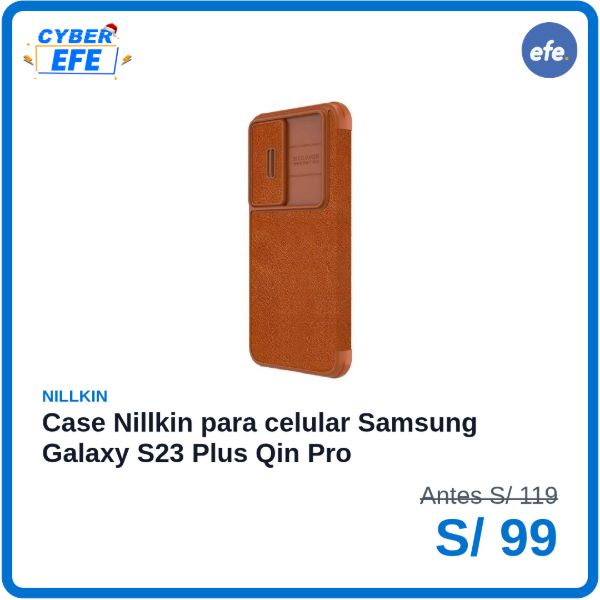 CYBER
EFE
efe.
NILLKIN
Case Nillkin para celular Samsung
Galaxy S23 Plus Qin Pro
Antes S/ 119
S/ 99